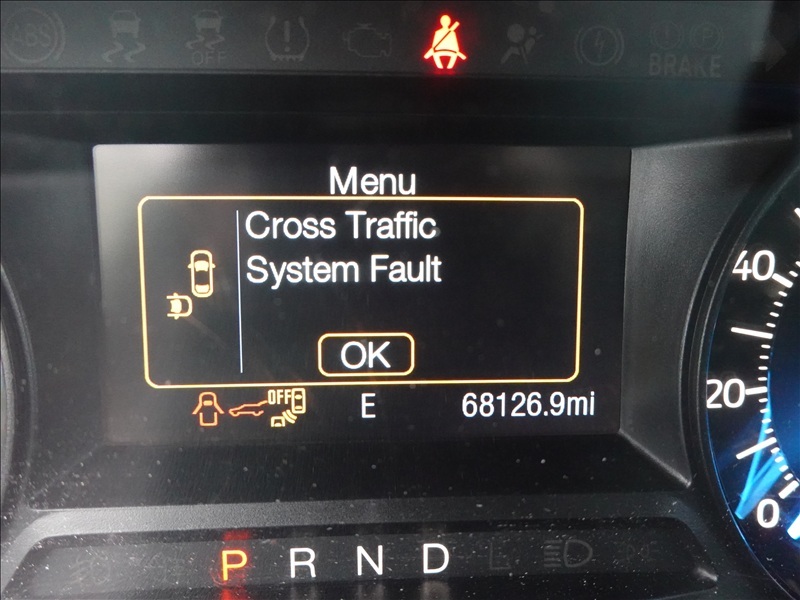 ABS
OFF
BRAKE
Menu
Cross Traffic
System Fault
OK
OFF
E
68126.9mi
40
20
0
P R N D L